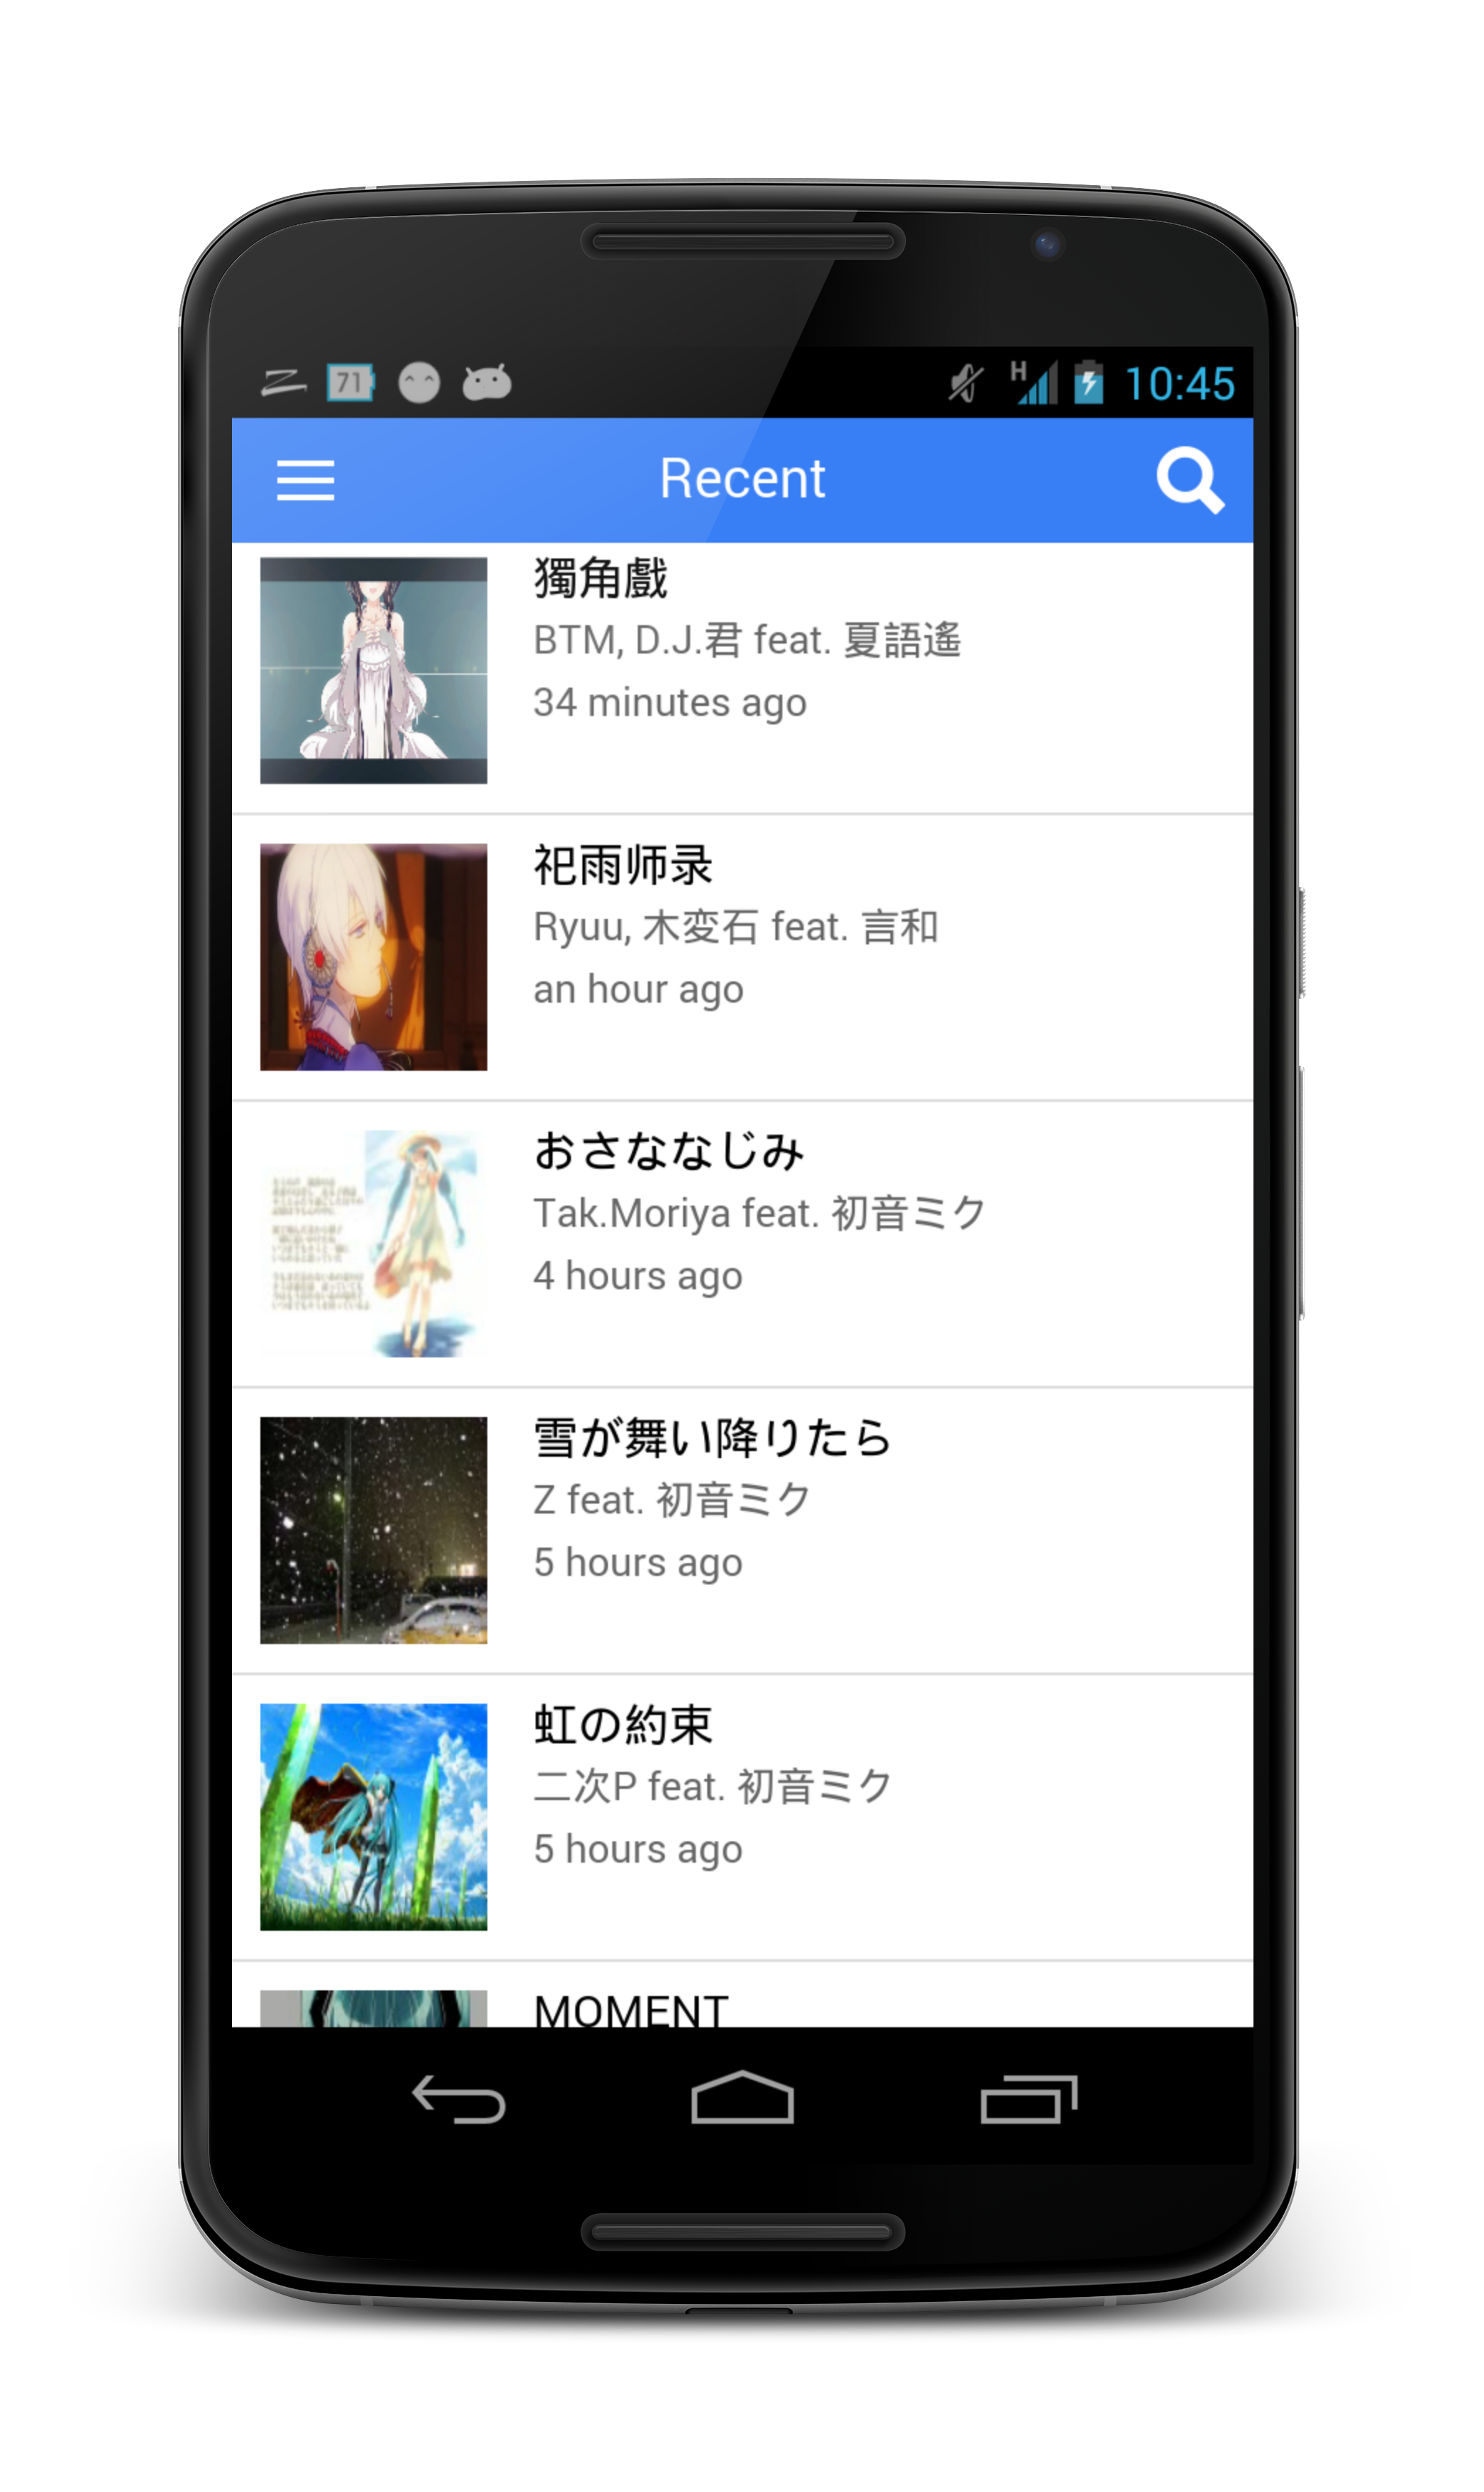 71
H
10:45
Recent
獨角戲
BTM, D.J.君 feat. 夏語遙
34 minutes ago
祀雨师录
Ryuu, 木変石 feat. 言和
an hour ago
おさななじみ
Tak.Moriya feat. 初音ミク
4 hours ago
雪が舞い降りたら
Z feat. 初音ミク
5 hours ago
虹の約束
二次P feat. 初音ミク
5 hours ago
MOMENT